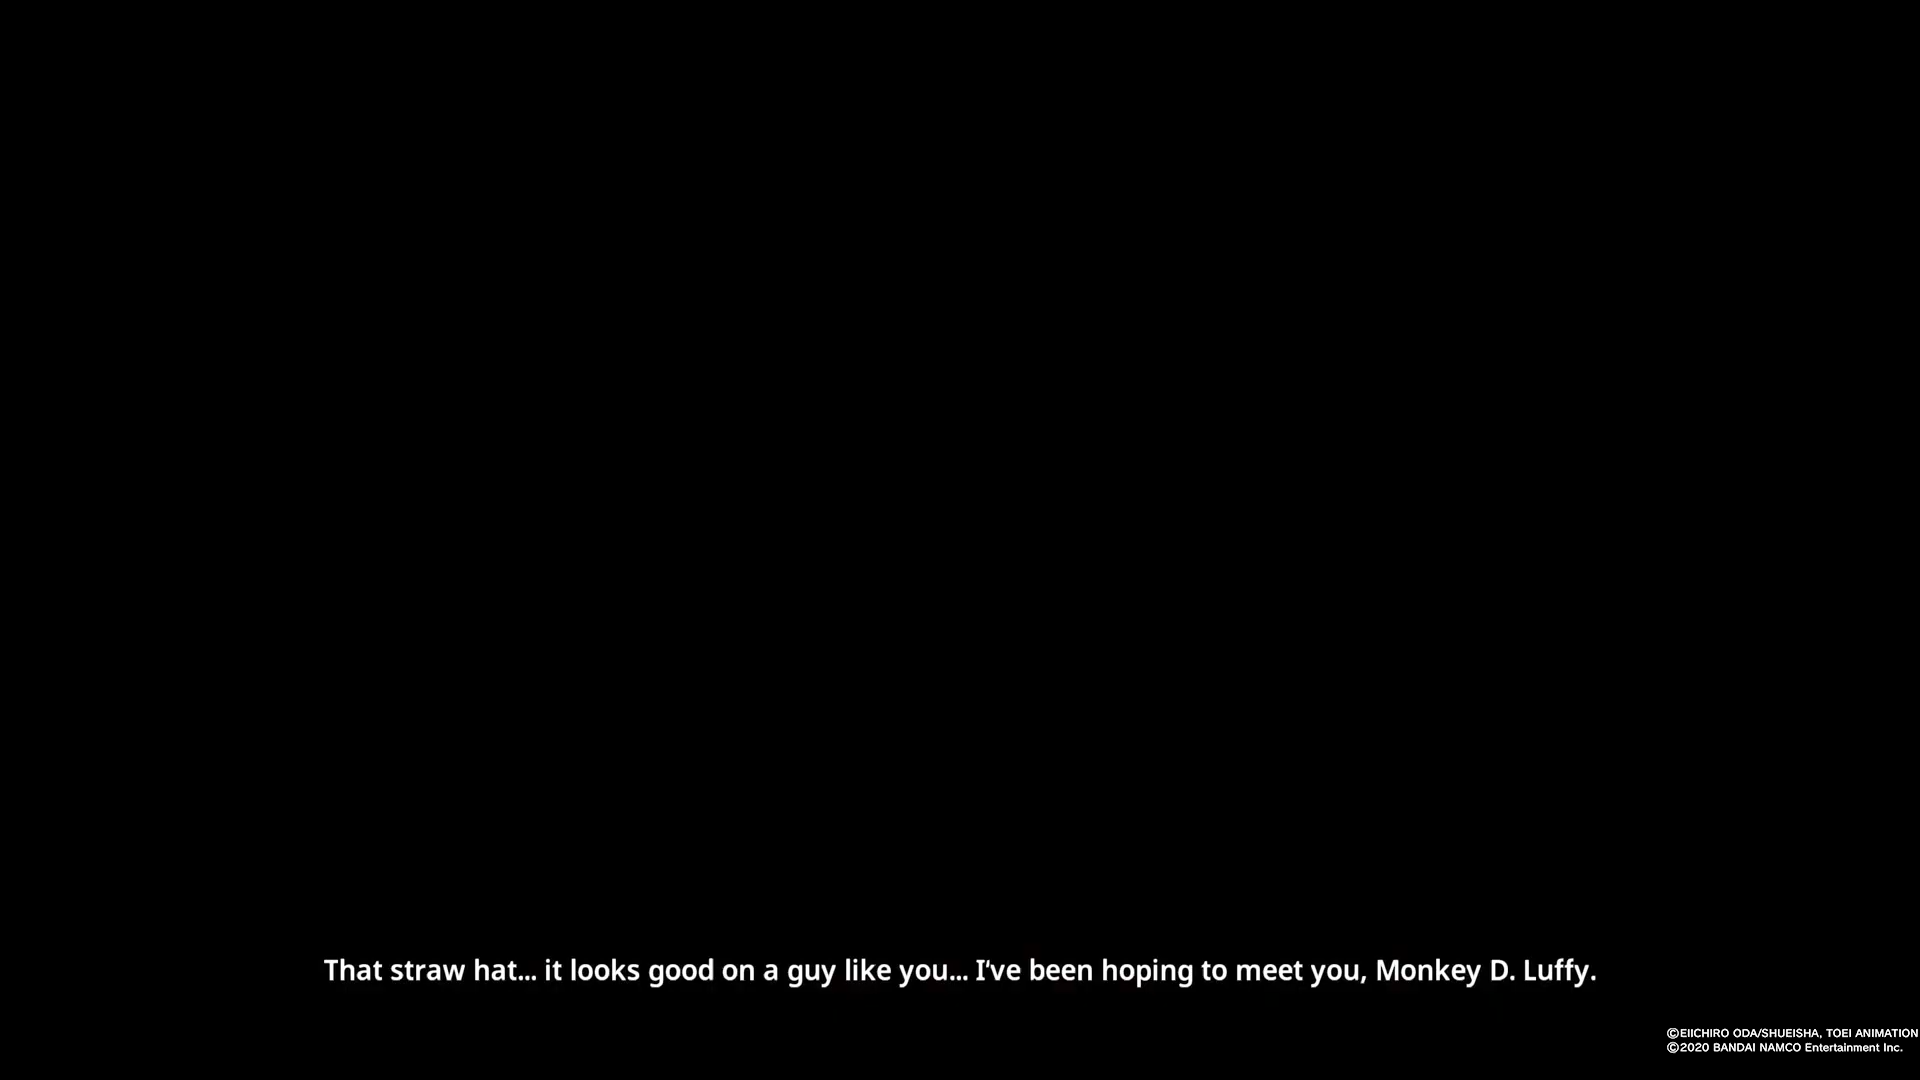 That straw hat... it looks good on a guy like you... I've been hoping to meet you, Monkey D. Luffy.
©EIICHIRO ODA/SHUEISHA, TOEI ANIMATION
©2020 BANDAI NAMCO Entertainment Inc.